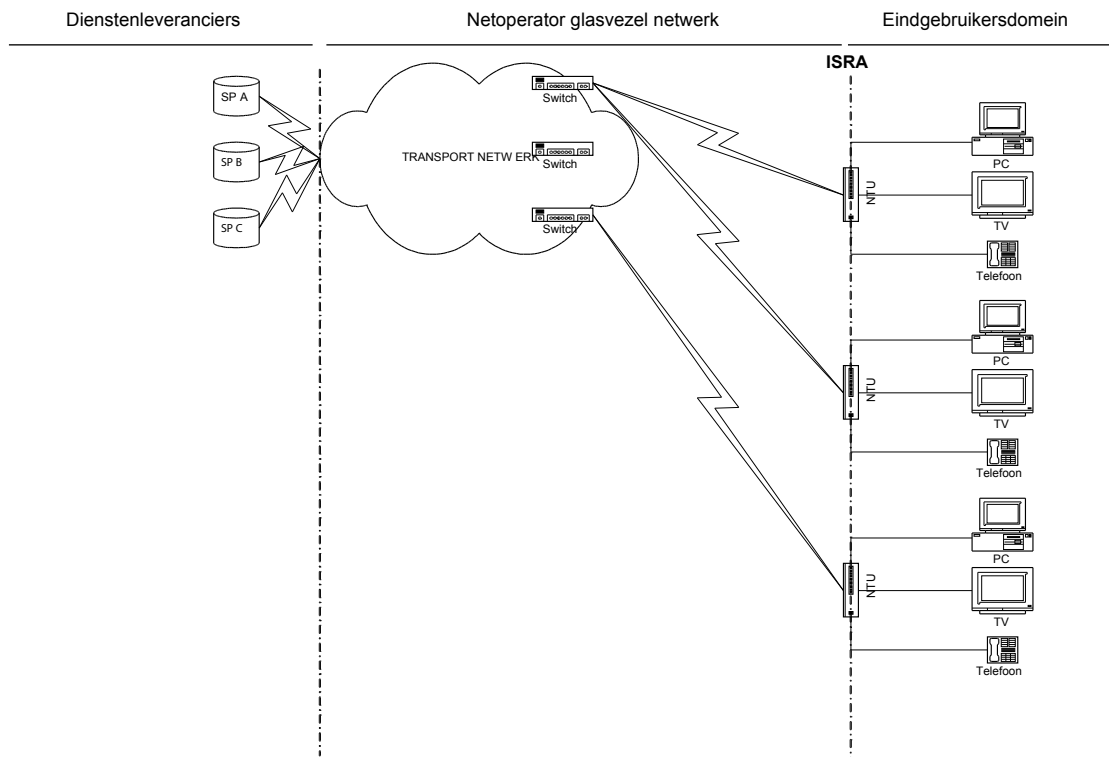 Dienstenleveranciers
Netoperator glasvezel netwerk
Eindgebruikersdomein
ISRA
SP A
SP B
SP C
TRANSPORT NETW ERK
Switch
Switch
Switch
NTU
PC
TV
Telefoon
NTU
PC
TV
Telefoon
NTU
PC
TV
Telefoon